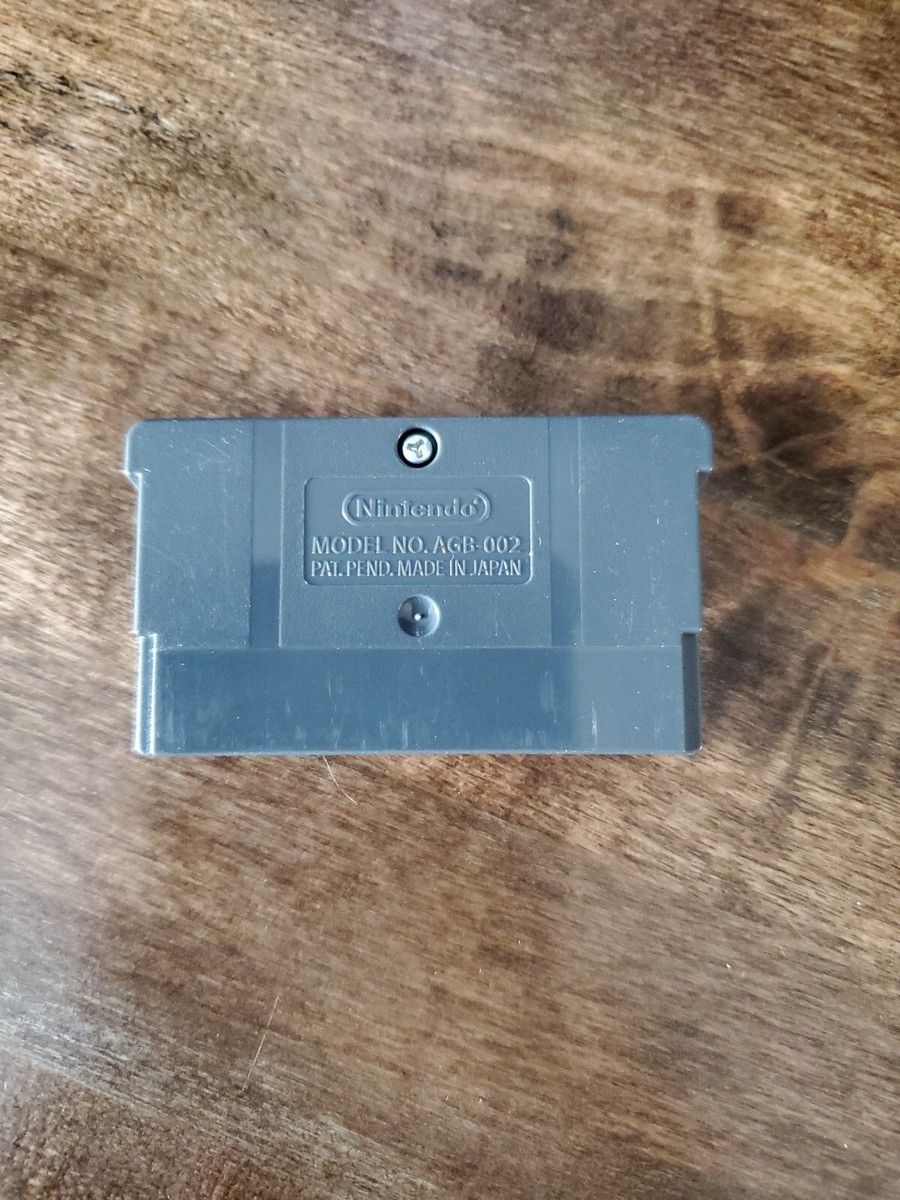 Nintendo®
MODEL NO. AGB-002
PAT. PEND. MADE IN JAPAN